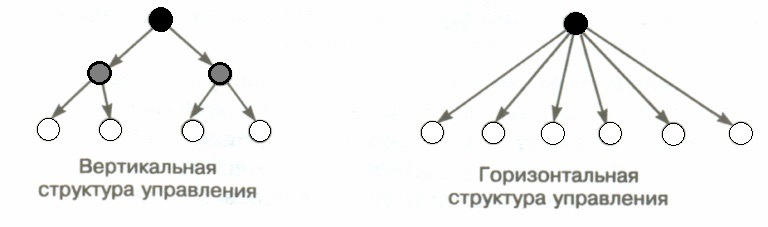 Вертикальная
структура управления
Горизонтальная
структура управления